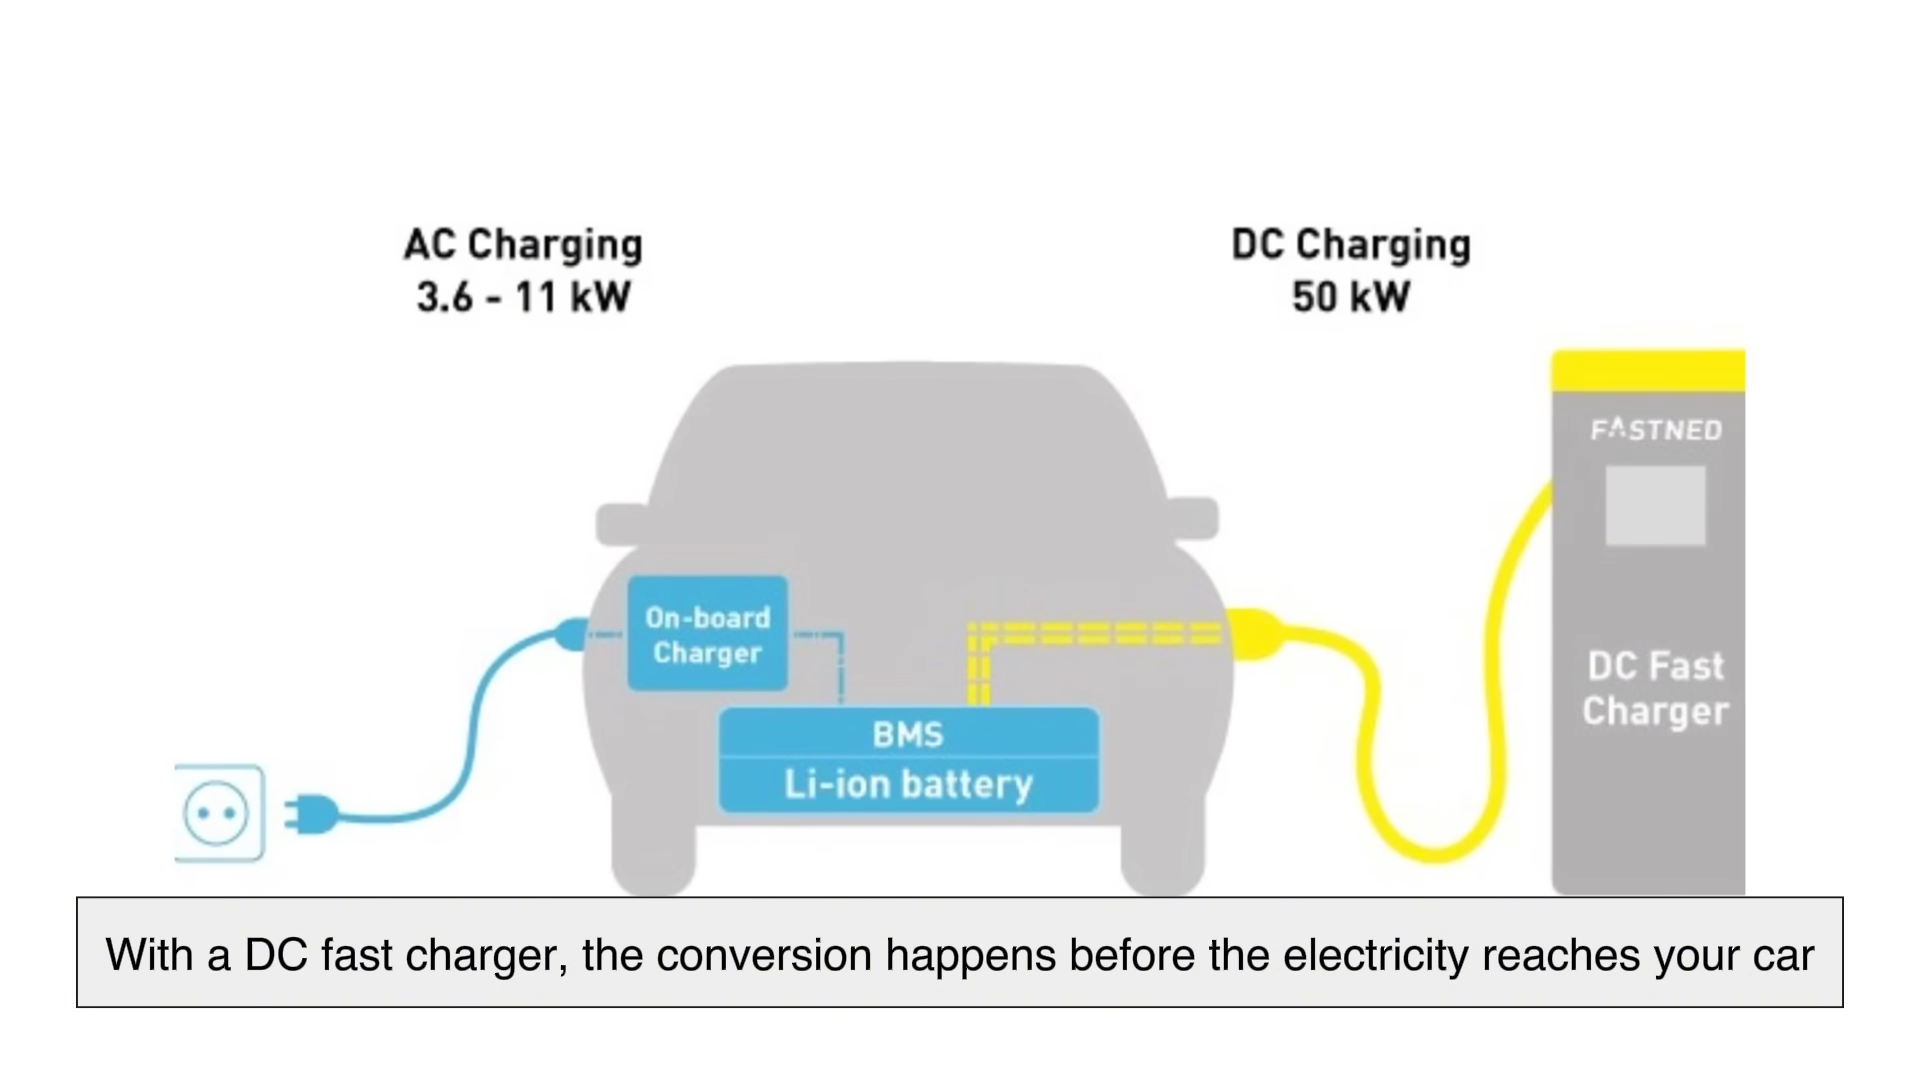 AC Charging
3.6 - 11 kW
DC Charging
50 kW
FASTNED
On-board
Charger
DC Fast
Charger
BMS
Li-ion battery
With a DC fast charger, the conversion happens before the electricity reaches your car